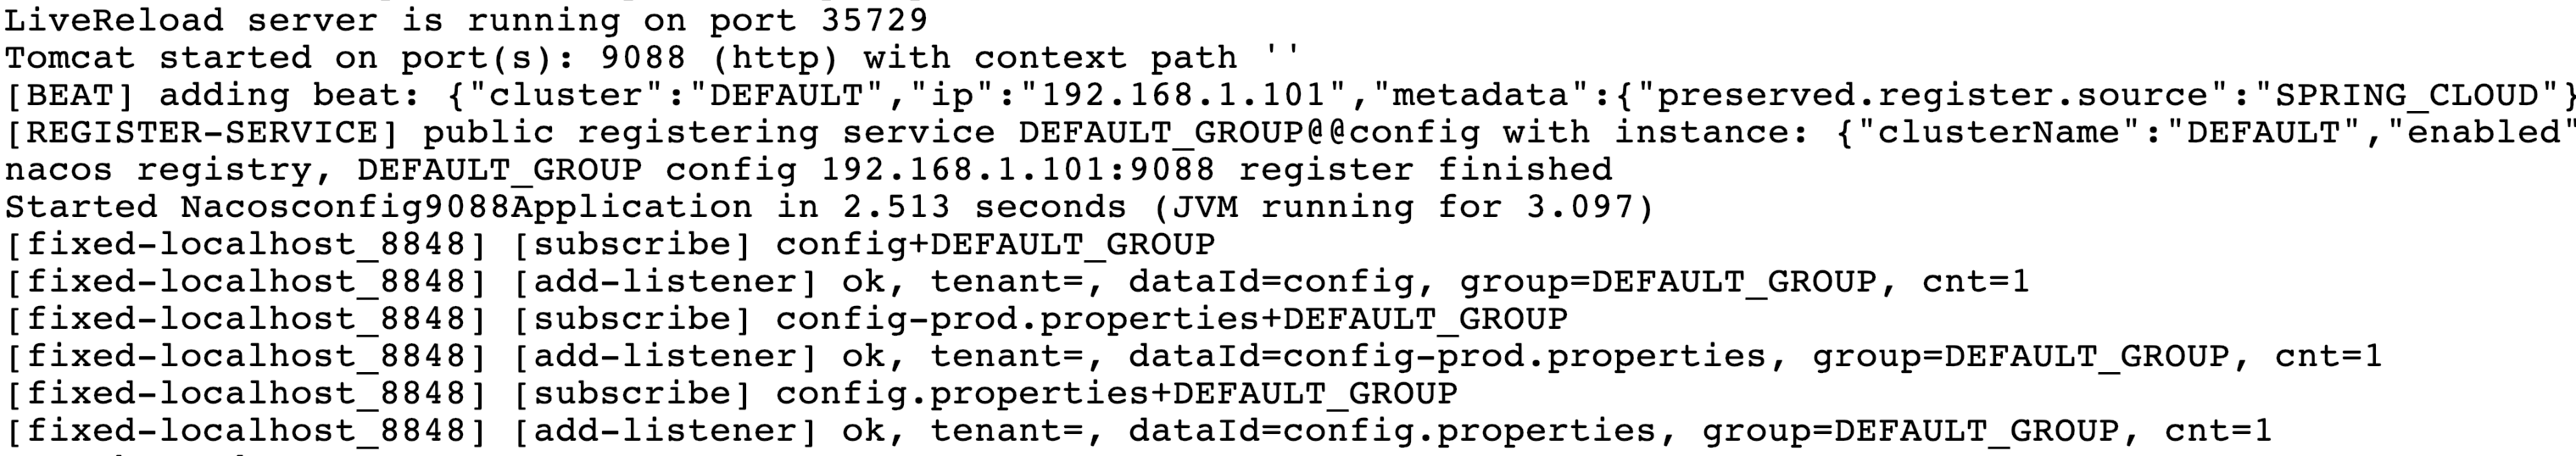 LiveReload server is running on port 35729
Tomcat started on port(s): 9088 (http) with context path ''
[BEAT] adding beat: {"cluster":"DEFAULT","ip":"192.168.1.101","metadata":{"preserved.register.source":"SPRING_CLOUD"}
[REGISTER-SERVICE] public registering service DEFAULT_GROUP@@config with instance: {"clusterName":"DEFAULT","enabled"
nacos registry, DEFAULT_GROUP config 192.168.1.101:9088 register finished
Started Nacosconfig9088Application in 2.513 seconds (JVM running for 3.097)
[fixed-localhost_8848] [subscribe] config+DEFAULT_GROUP
[fixed-localhost_8848] [add-listener] ok, tenant=, dataId=config, group=DEFAULT_GROUP, cnt=1
[fixed-localhost_8848] [subscribe] config-prod.properties+DEFAULT_GROUP
[fixed-localhost_8848] [add-listener] ok, tenant=, dataId=config-prod.properties, group=DEFAULT_GROUP, cnt=1
[fixed-localhost_8848] [subscribe] config.properties+DEFAULT_GROUP
[fixed-localhost_8848] [add-listener] ok, tenant=, dataId=config.properties, group=DEFAULT_GROUP, cnt=1